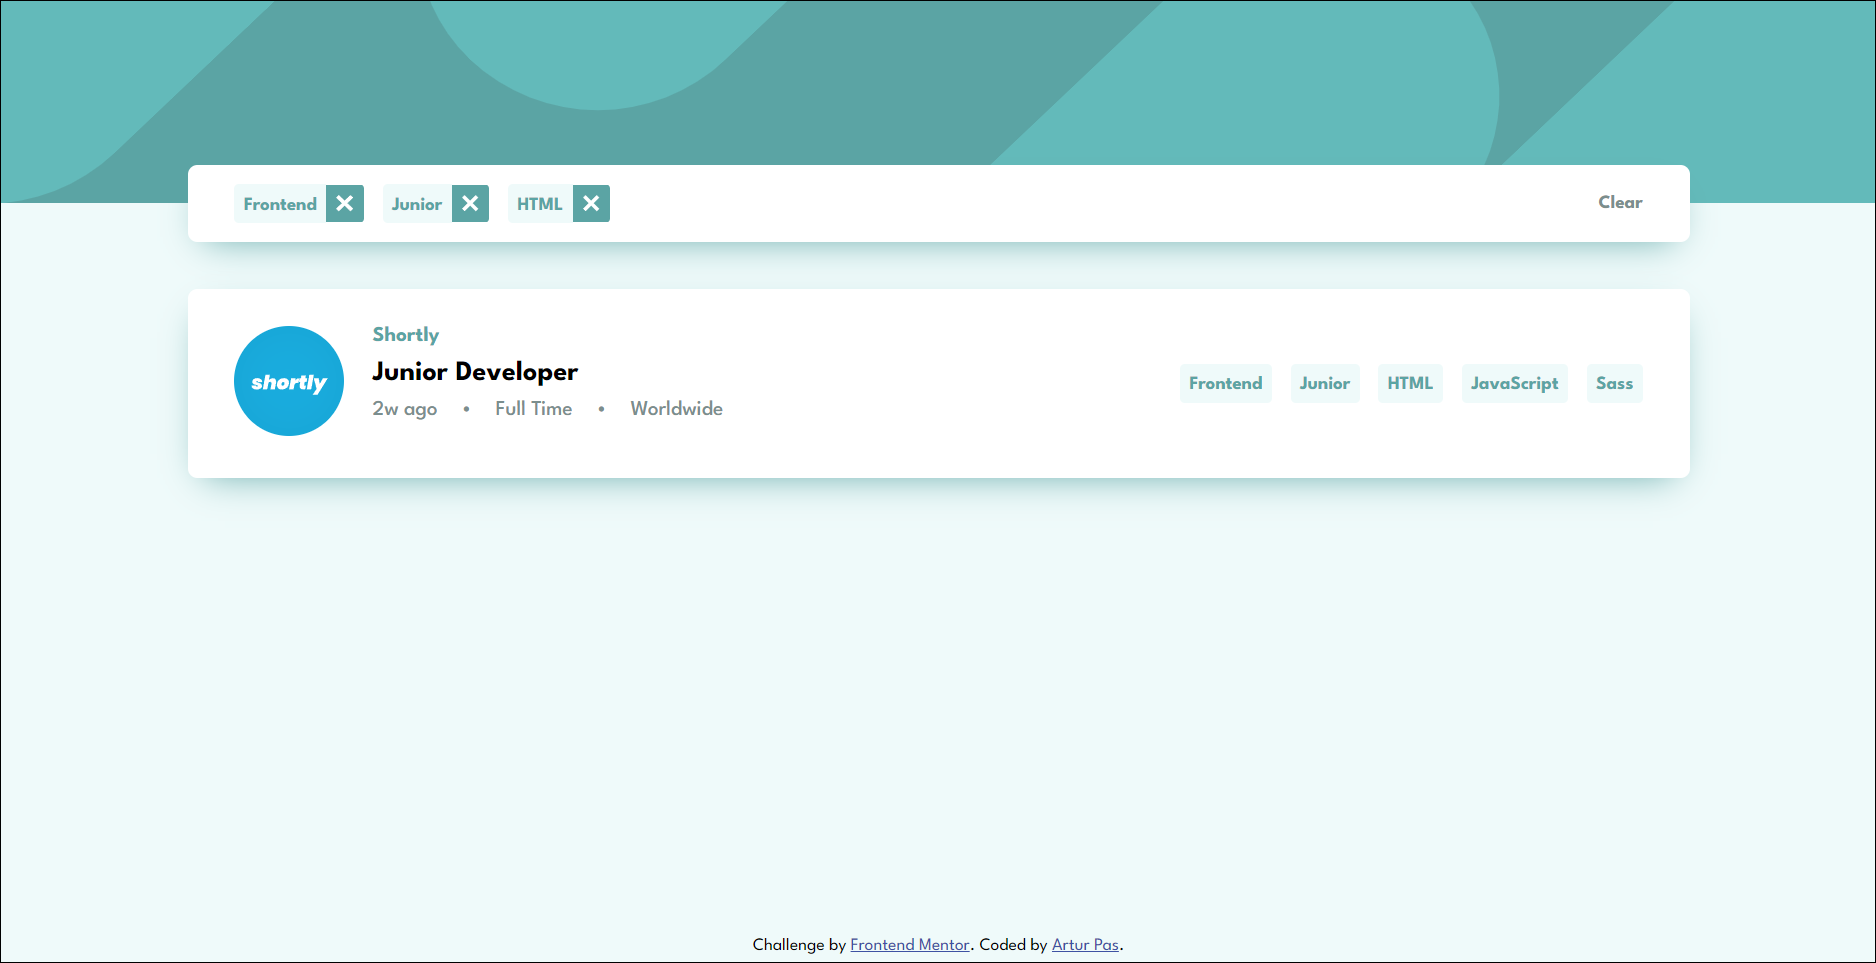 Frontend ✕ Junior ✕ HTML ✕ Clear
Shortly
shortly
Junior Developer
2w ago • Full Time • Worldwide
Frontend Junior HTML JavaScript Sass
Challenge by Frontend Mentor. Coded by Artur Pas.